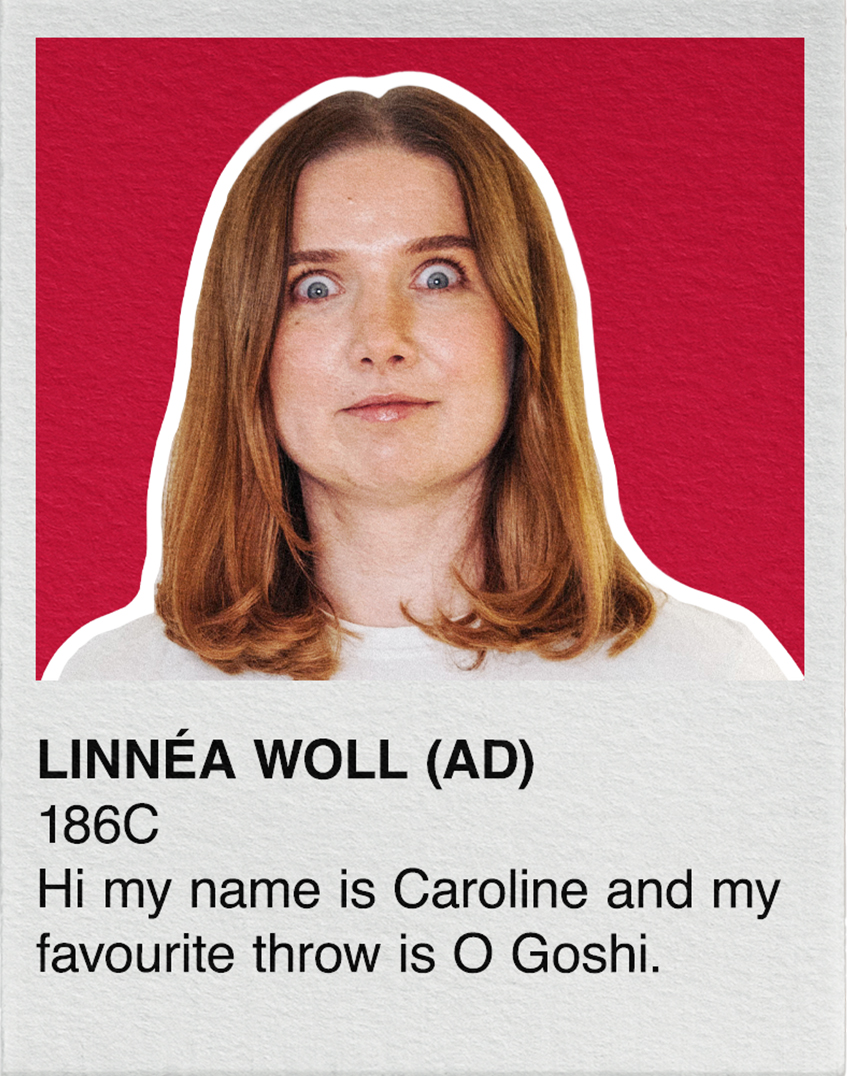 LINNÉA WOLL (AD)
186C
Hi my name is Caroline and my
favourite throw is O Goshi.